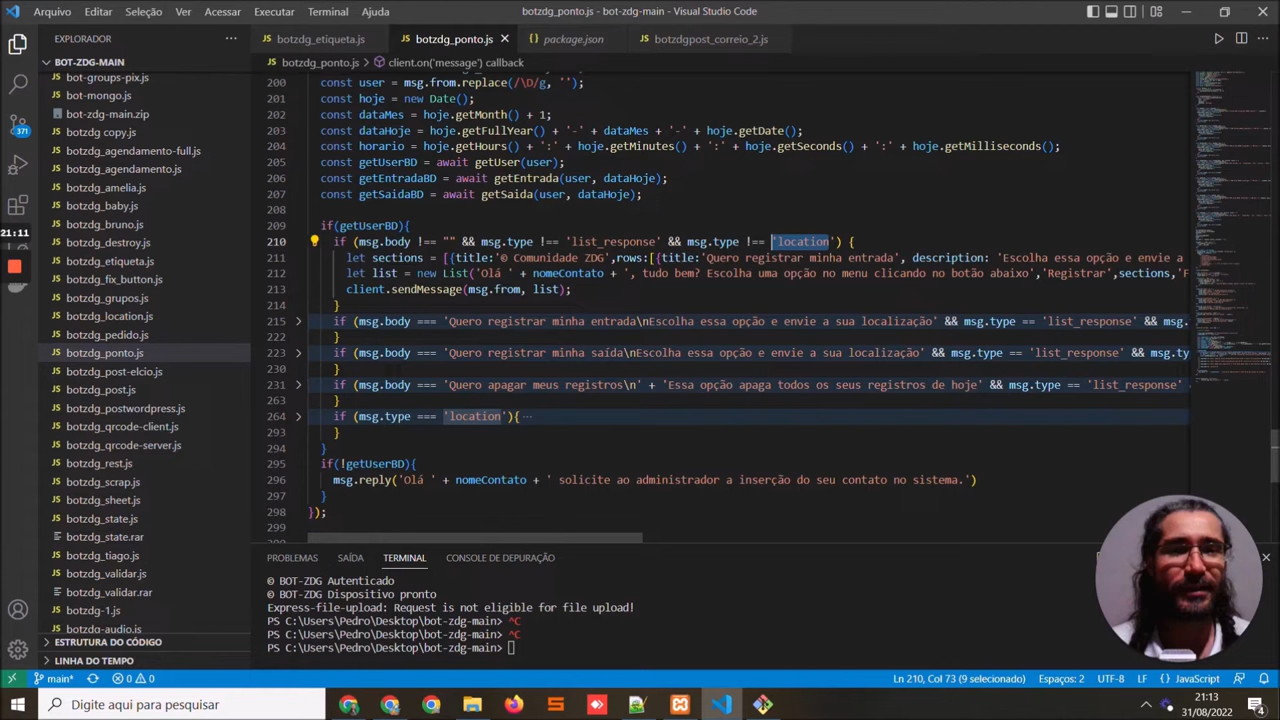 Arquivo Editar Seleção Ver Acessar Executar Terminal Ajuda
botzdg_ponto.js - bot-zdg-main - Visual Studio Code
EXPLORADOR
botzdg_etiqueta.js
botzdg_ponto.js
package.json
botzdgpost_correio_2.js
BOT-ZDG-MAIN
botzdg_ponto.js > client.on('message') callback
bot-groups-pix.js
bot-mongo.js
bot-zdg-main.zip
botzdg copy.js
botzdg_agendamento-full.js
botzdg_agendamento.js
botzdg_amelia.js
botzdg_baby.js
botzdg_bruno.js
botzdg_destroy.js
botzdg_etiqueta.js
botzdg_fix_button.js
botzdg_grupos.js
botzdg_location.js
botzdg_pedido.js
botzdg_ponto.js
botzdg_post-elcio.js
botzdg_post.js
botzdg_postwordpress.js
botzdg_qrcode-client.js
botzdg_qrcode-server.js
botzdg_rest.js
botzdg_scrap.js
botzdg_sheet.js
botzdg_state.js
botzdg_state.rar
botzdg_tiago.js
botzdg_validar.js
botzdg_validar.rar
botzdg-1.js
botzdg-audio.js
ESTRUTURA DO CÓDIGO
LINHA DO TEMPO
371
21:11
200 const user = msg.from.replace(/\D/g, '');
201 const hoje = new Date();
202 const dataMes = hoje.getMonth() + 1;
203 const dataHoje = hoje.getFullYear() + '-' + dataMes + '-' + hoje.getDate();
204 const horario = hoje.getHours() + ':' + hoje.getMinutes() + ':' + hoje.getSeconds() + ':' + hoje.getMilliseconds();
205 const getUserBD = await getUser(user);
206 const getEntradaBD = await getEntrada(user, dataHoje);
207 const getSaidaBD = await getSaida(user, dataHoje);
208
209 if(getUserBD){
210 if (msg.body !== "" && msg.type !== 'list_response' && msg.type !== 'location') {
211 let sections = [{title:'© Comunidade ZDG',rows:[{title:'Quero registrar minha entrada', description: 'Escolha essa opção e envie a
212 let list = new List('Olá ' + nomeContato + ', tudo bem? Escolha uma opção no menu clicando no botão abaixo','Registrar',sections,'F
213 client.sendMessage(msg.from, list);
214 }
215 if (msg.body === 'Quero registrar minha entrada\nEscolha essa opção e envie a sua localização' && msg.type == 'list_response' && msg.
222 }
223 if (msg.body === 'Quero registrar minha saída\nEscolha essa opção e envie a sua localização' && msg.type == 'list_response' && msg.ty
230 }
231 if (msg.body === 'Quero apagar meus registros\n' + 'Essa opção apaga todos os seus registros de hoje' && msg.type == 'list_response'
263 }
264 if (msg.type === 'location'){ ···
293 }
294 }
295 if(!getUserBD){
296 msg.reply('Olá ' + nomeContato + ' solicite ao administrador a inserção do seu contato no sistema.')
297 }
298 });
299
PROBLEMAS SAÍDA TERMINAL CONSOLE DE DEPURAÇÃO
© BOT-ZDG Autenticado
© BOT-ZDG Dispositivo pronto
Express-file-upload: Request is not eligible for file upload!
PS C:\Users\Pedro\Desktop\bot-zdg-main> ^C
PS C:\Users\Pedro\Desktop\bot-zdg-main> ^C
PS C:\Users\Pedro\Desktop\bot-zdg-main>
main* 0 0
Ln 210, Col 73 (9 selecionado) Espaços: 2 UTF-8 LF JavaScript
Digite aqui para pesquisar
21:13
31/08/2022
4